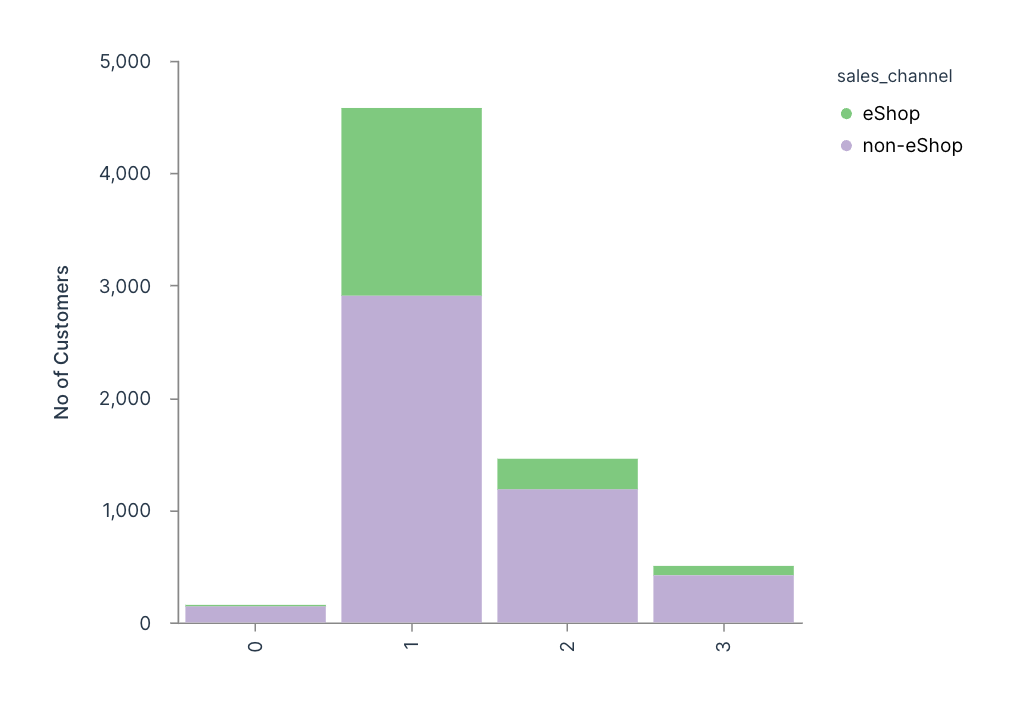 5,000
4,000
3,000
2,000
1,000
0
No of Customers
0
1
2
3
sales_channel
eShop
non-eShop